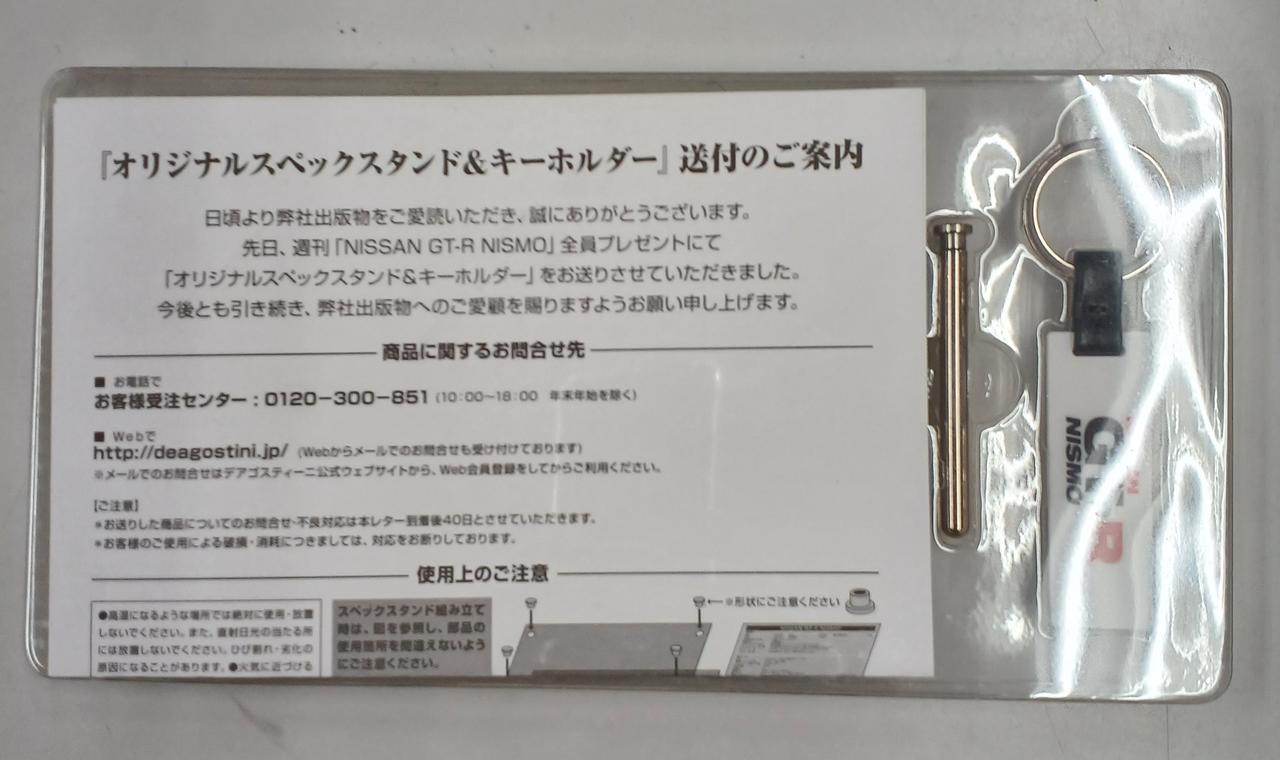 『オリジナルスペックスタンド&キーホルダー』送付のご案内
日頃より弊社出版物をご愛読いただき、誠にありがとうございます。
先日、週刊「NISSAN GT-R NISMO」全員プレゼントにて
「オリジナルスペックスタンド&キーホルダー」をお送りさせていただきました。
今後とも引き続き、弊社出版物へのご愛顧を賜りますようお願い申し上げます。
商品に関するお問合せ先
■ お電話で
お客様受注センター：0120-300-851（10：00～18：00 年末年始を除く）
■ Webで
http://deagostini.jp/（Webからメールでのお問合せも受け付けております）
※メールでのお問合せはデアゴスティーニ公式ウェブサイトから、Web会員登録をしてからご利用ください。
【ご注意】
*お送りした商品についてのお問合せ・不良対応は本レター到着後40日とさせていただきます。
*お客様のご使用による破損・消耗につきましては、対応をお断りしております。
使用上のご注意
●高温になるような場所では絶対に使用・放置
しないでください。また、直射日光の当たる所
には放置しないでください。ひび割れ・劣化の
原因になることがあります。●火気に近づける
スペックスタンド組み立て
時は、図を参照し、部品の
使用箇所を間違えないよう
にご注意ください。
←※形状にご注意ください
GT-R
NISMO